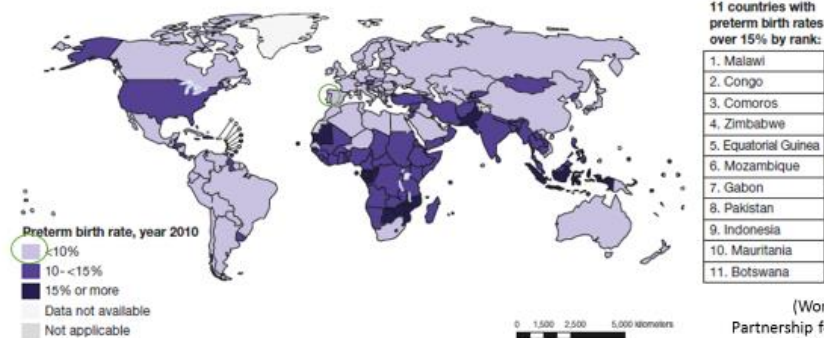 11 countries with
preterm birth rates
over 15% by rank:
1. Malawi
2. Congo
3. Comoros
4. Zimbabwe
5. Equatorial Guinea
6. Mozambique
7. Gabon
8. Pakistan
9. Indonesia
10. Mauritania
11. Botswana
Preterm birth rate, year 2010
<10%
10-<15%
15% or more
Data not available
Not applicable
0 1,500 2,500 5,000 kilometers
(Wor
Partnership f